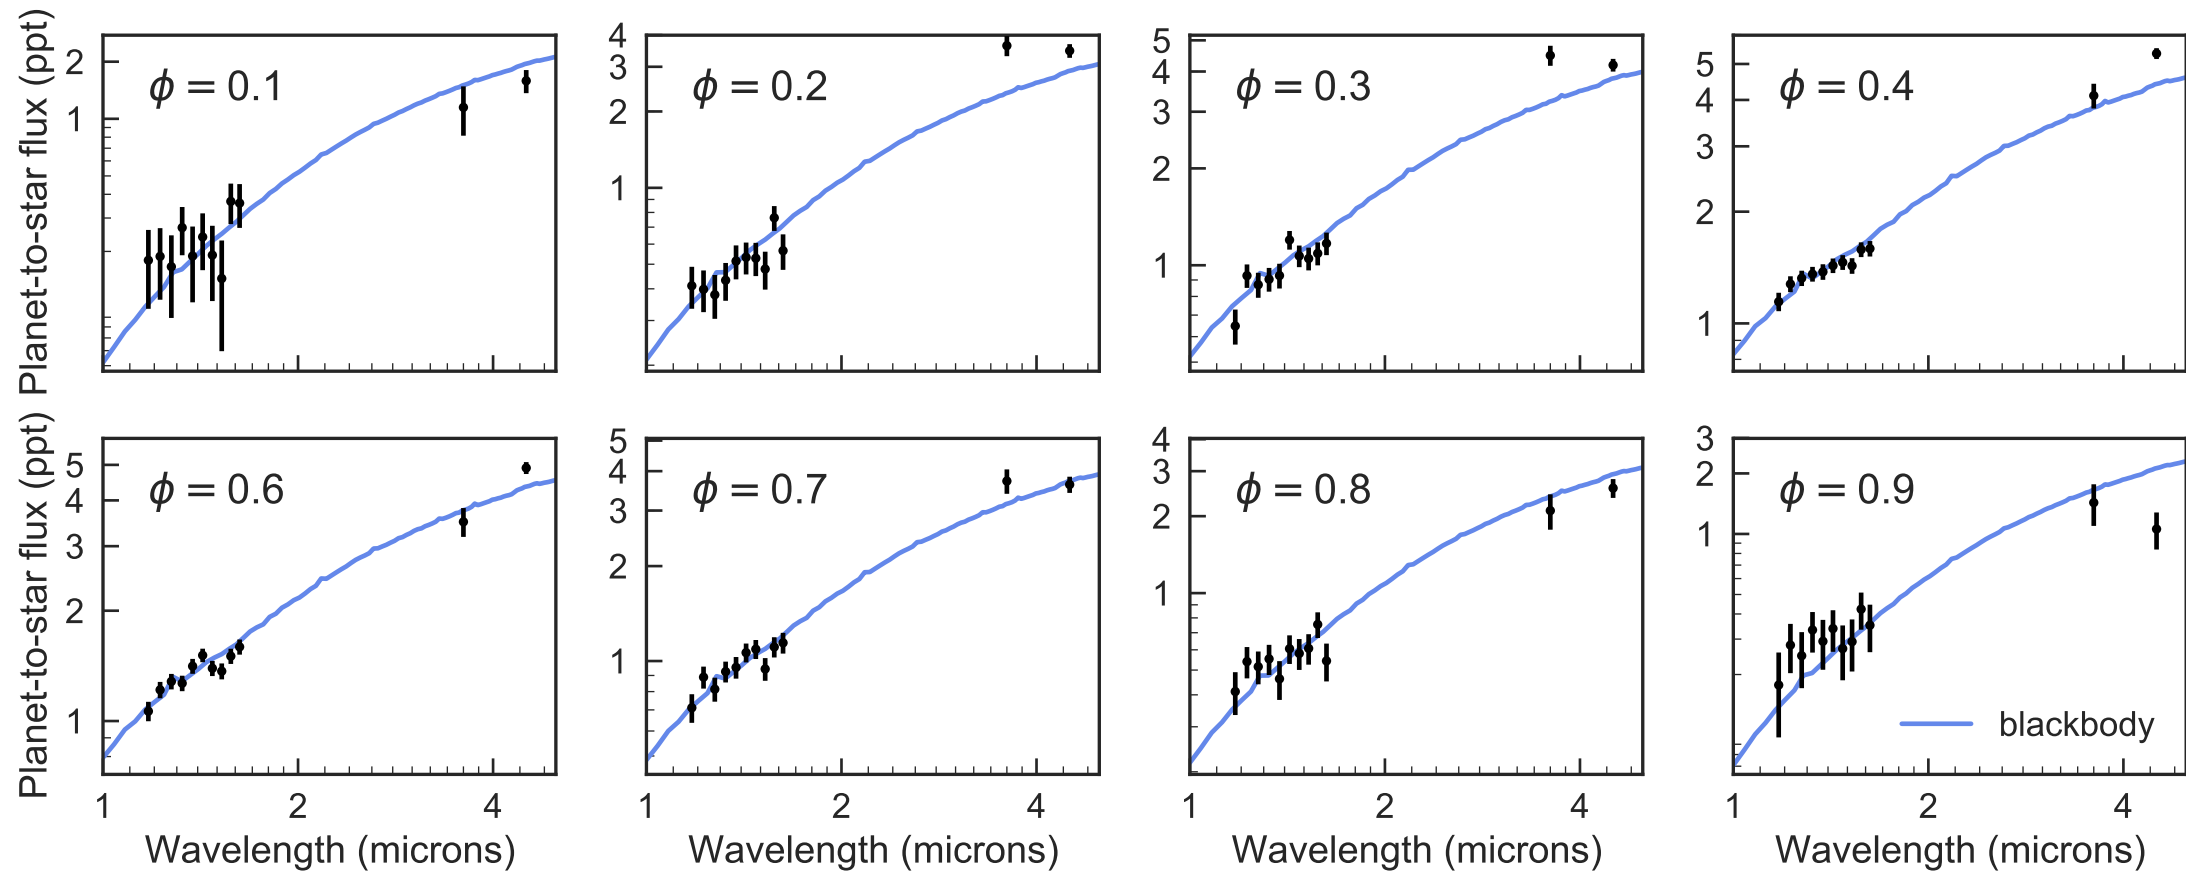 Planet-to-star flux (ppt)
2
1
ϕ = 0.1
4
3
2
1
ϕ = 0.2
5
4
3
2
1
ϕ = 0.3
5
4
3
2
1
ϕ = 0.4
Planet-to-star flux (ppt)
5
4
3
2
1
ϕ = 0.6
1 2 4
Wavelength (microns)
5
4
3
2
1
ϕ = 0.7
1 2 4
Wavelength (microns)
4
3
2
1
ϕ = 0.8
1 2 4
Wavelength (microns)
3
2
1
ϕ = 0.9
blackbody
1 2 4
Wavelength (microns)